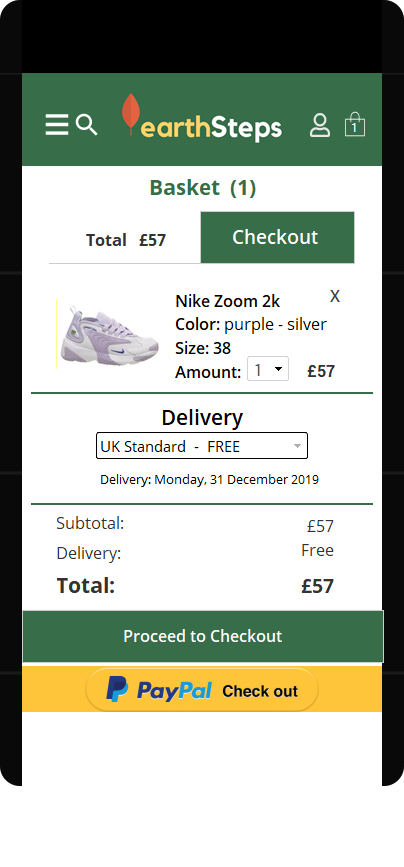 earthSteps
1
Basket (1)
Total £57
Checkout
Nike Zoom 2k
X
Color: purple - silver
Size: 38
Amount: 1 £57
Delivery
UK Standard - FREE
Delivery: Monday, 31 December 2019
Subtotal: £57
Delivery: Free
Total: £57
Proceed to Checkout
PayPal Check out